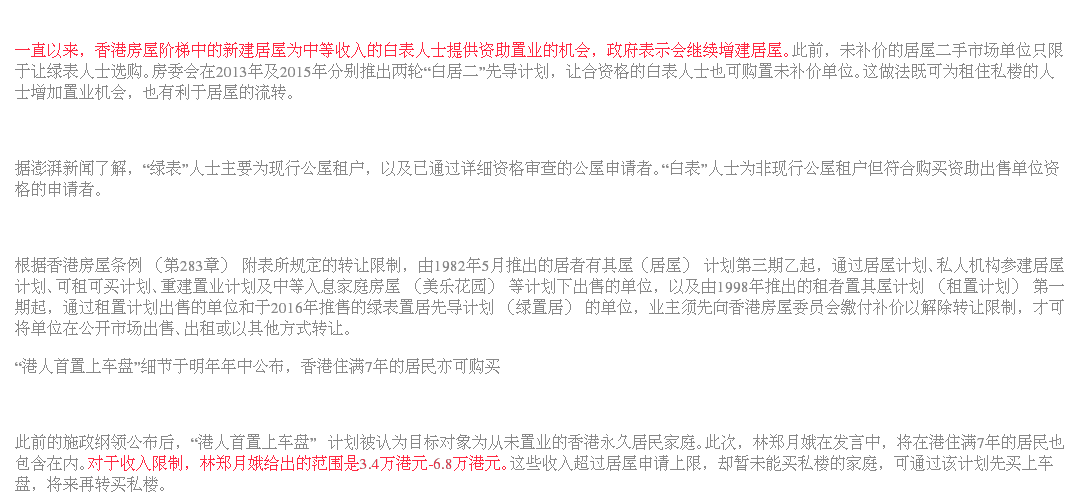 一直以来，香港房屋阶梯中的新建居屋为中等收入的白表人士提供资助置业的机会，政府表示会继续增建居屋。此前，未补价的居屋二手市场单位只限
于让绿表人士选购。房委会在2013年及2015年分别推出两轮“白居二”先导计划，让合资格的白表人士也可购置未补价单位。这做法既可为租住私楼的人
士增加置业机会，也有利于居屋的流转。
据澎湃新闻了解，“绿表”人士主要为现行公屋租户，以及已通过详细资格审查的公屋申请者。“白表”人士为非现行公屋租户但符合购买资助出售单位资
格的申请者。
根据香港房屋条例 （第283章） 附表所规定的转让限制，由1982年5月推出的居者有其屋（居屋） 计划第三期乙起，通过居屋计划、私人机构参建居屋
计划、可租可买计划、重建置业计划及中等入息家庭房屋 （美乐花园） 等计划下出售的单位，以及由1998年推出的租者置其屋计划 （租置计划） 第一
期起，通过租置计划出售的单位和于2016年推售的绿表置居先导计划 （绿置居） 的单位，业主须先向香港房屋委员会缴付补价以解除转让限制，才可
将单位在公开市场出售、出租或以其他方式转让。
“港人首置上车盘”细节于明年年中公布，香港住满7年的居民亦可购买
此前的施政纲领公布后，“港人首置上车盘” 计划被认为目标对象为从未置业的香港永久居民家庭。此次，林郑月娥在发言中，将在港住满7年的居民也
包含在内。对于收入限制，林郑月娥给出的范围是3.4万港元-6.8万港元。这些收入超过居屋申请上限，却暂未能买私楼的家庭，可通过该计划先买上车
盘，将来再转买私楼。